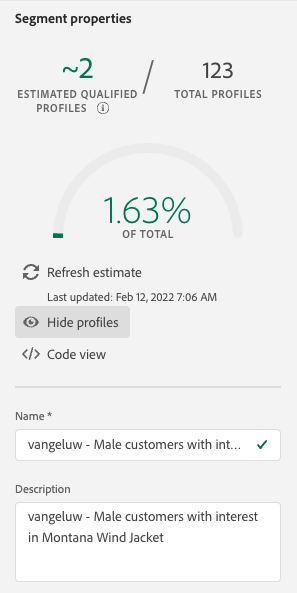 Segment properties
~2 / 123
ESTIMATED QUALIFIED PROFILES TOTAL PROFILES
1.63%
OF TOTAL
Refresh estimate
Last updated: Feb 12, 2022 7:06 AM
Hide profiles
</> Code view
Name *
vangeluw - Male customers with int...
Description
vangeluw - Male customers with interest
in Montana Wind Jacket